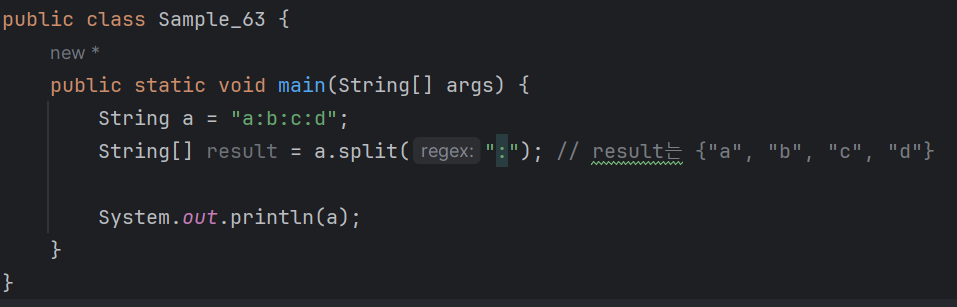 public class Sample_63 {
new *
public static void main(String[] args) {
String a = "a:b:c:d";
String[] result = a.split( regex: ":"); // result는 {"a", "b", "c", "d"}
System.out.println(a);
}
}